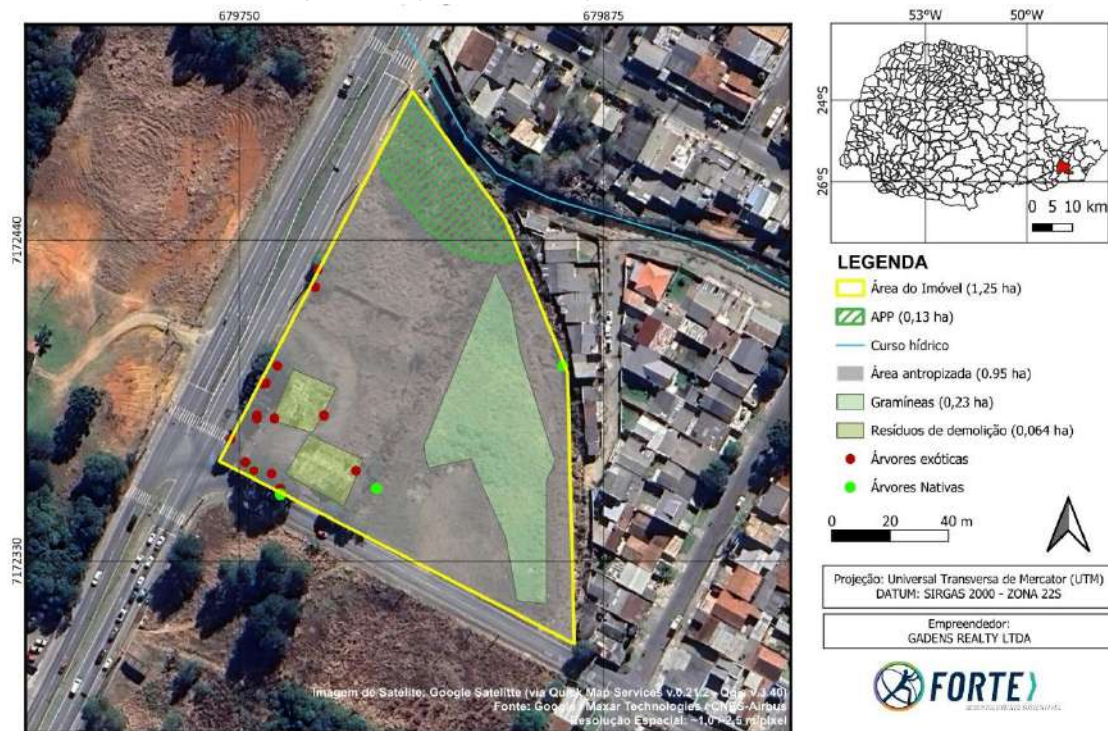 679750
679875
7172440
7172330
53°W
50°W
24°S
26°S
0 5 10 km
LEGENDA
Área do Imóvel (1,25 ha)
APP (0,13 ha)
Curso hídrico
Área antropizada (0.95 ha)
Gramíneas (0,23 ha)
Resíduos de demolição (0,064 ha)
Árvores exóticas
Árvores Nativas
0 20 40 m
Projeção: Universal Transversa de Mercator (UTM)
DATUM: SIRGAS 2000 - ZONA 22S
Empreendedor:
GADENS REALTY LTDA
FORTE
Imagem de Satélite: Google Satelitte (via Quick Map Services v.0.21.2 - Qgis v.3.40)
Fonte: Google / Maxar Technologies / CNES-Airbus
Resolução Espacial: ~1,0 - 2,5 m/pixel